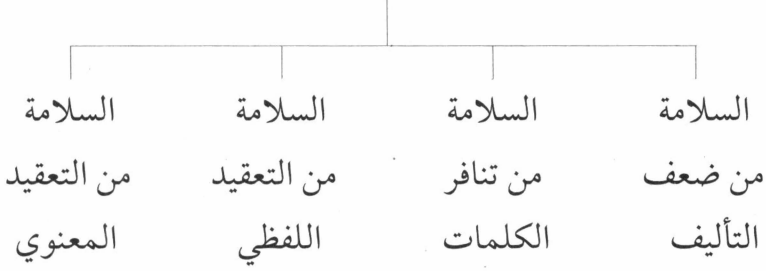 السلامة
من ضعف
التأليف
السلامة
من تنافر
الكلمات
السلامة
من التعقيد
اللفظي
السلامة
من التعقيد
المعنوي